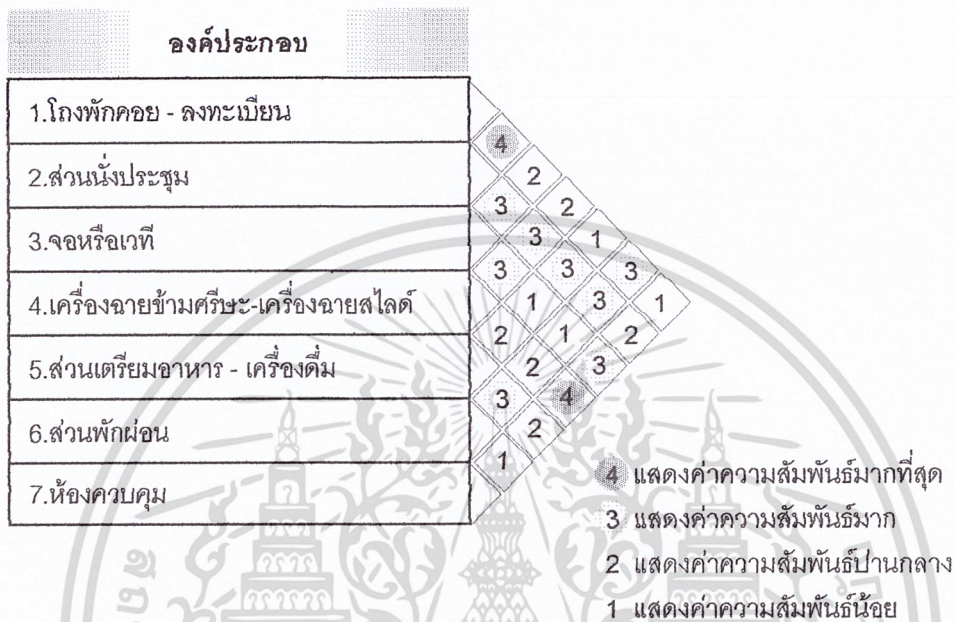 องค์ประกอบ
1.โถงพักคอย - ลงทะเบียน
4
2
2.ส่วนนั่งประชุม
3
2
3
1
3.จอหรือเวที
3
3
3
4.เครื่องฉายข้ามศรีษะ-เครื่องฉายสไลด์
1
3
1
2
1
2
5.ส่วนเตรียมอาหาร - เครื่องดื่ม
2
3
3
4
6.ส่วนพักผ่อน
2
1
7.ห้องควบคุม
4 แสดงค่าความสัมพันธ์มากที่สุด
3 แสดงค่าความสัมพันธ์มาก
2 แสดงค่าความสัมพันธ์ปานกลาง
1 แสดงค่าความสัมพันธ์น้อย